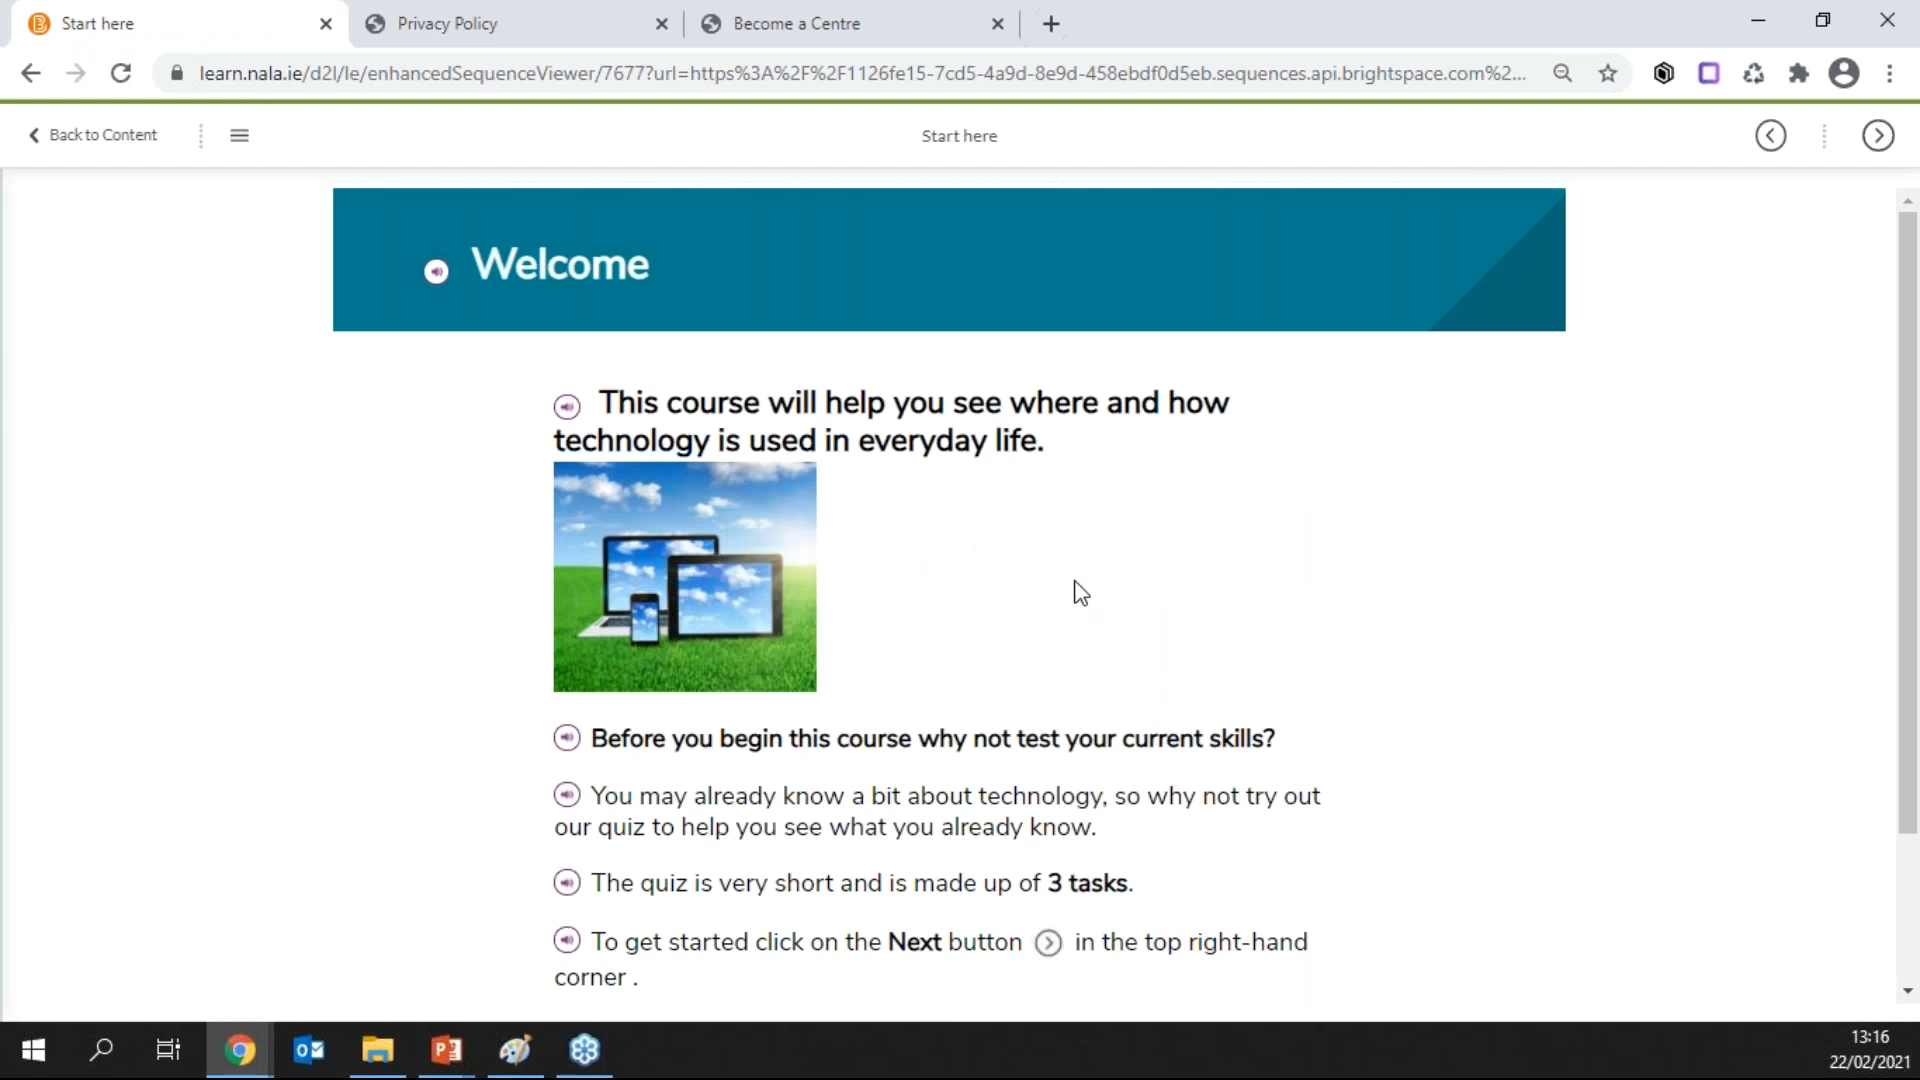 Start here
Privacy Policy
Become a Centre
learn.nala.ie/d2l/le/enhancedSequenceViewer/7677?url=https%3A%2F%2F1126fe15-7cd5-4a9d-8e9d-458ebdf0d5eb.sequences.api.brightspace.com%2...
Back to Content
Start here
Welcome
This course will help you see where and how
technology is used in everyday life.
Before you begin this course why not test your current skills?
You may already know a bit about technology, so why not try out
our quiz to help you see what you already know.
The quiz is very short and is made up of 3 tasks.
To get started click on the Next button in the top right-hand
corner .
13:16
22/02/2021